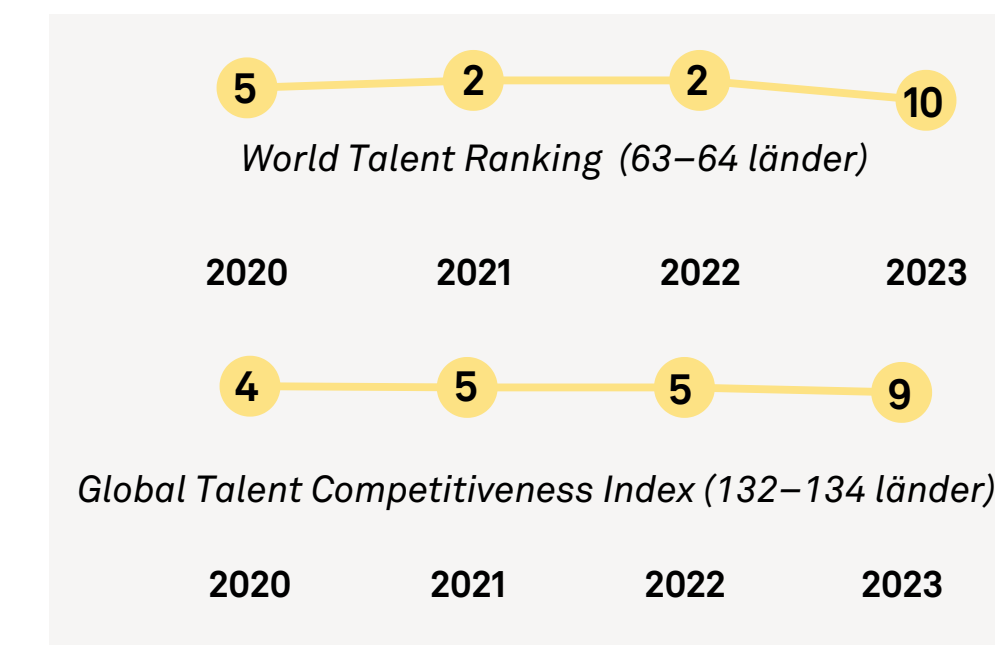 5 2 2 10
World Talent Ranking (63–64 länder)
2020 2021 2022 2023
4 5 5 9
Global Talent Competitiveness Index (132–134 länder)
2020 2021 2022 2023